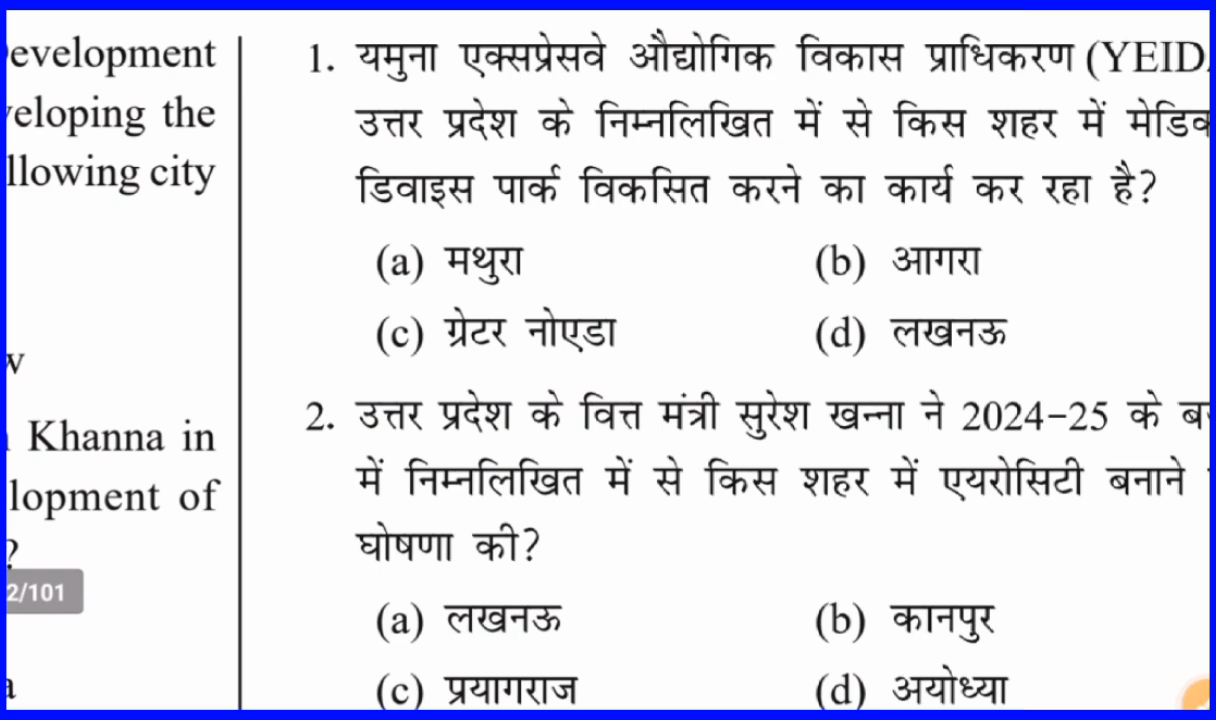 evelopment
eloping the
llowing city
w
Khanna in
lopment of
?
2/101
a
1. यमुना एक्सप्रेसवे औद्योगिक विकास प्राधिकरण (YEID
उत्तर प्रदेश के निम्नलिखित में से किस शहर में मेडिक
डिवाइस पार्क विकसित करने का कार्य कर रहा है?
(a) मथुरा (b) आगरा
(c) ग्रेटर नोएडा (d) लखनऊ
2. उत्तर प्रदेश के वित्त मंत्री सुरेश खन्ना ने 2024-25 के ब
में निम्नलिखित में से किस शहर में एयरोसिटी बनाने
घोषणा की?
(a) लखनऊ (b) कानपुर
(c) प्रयागराज (d) अयोध्या